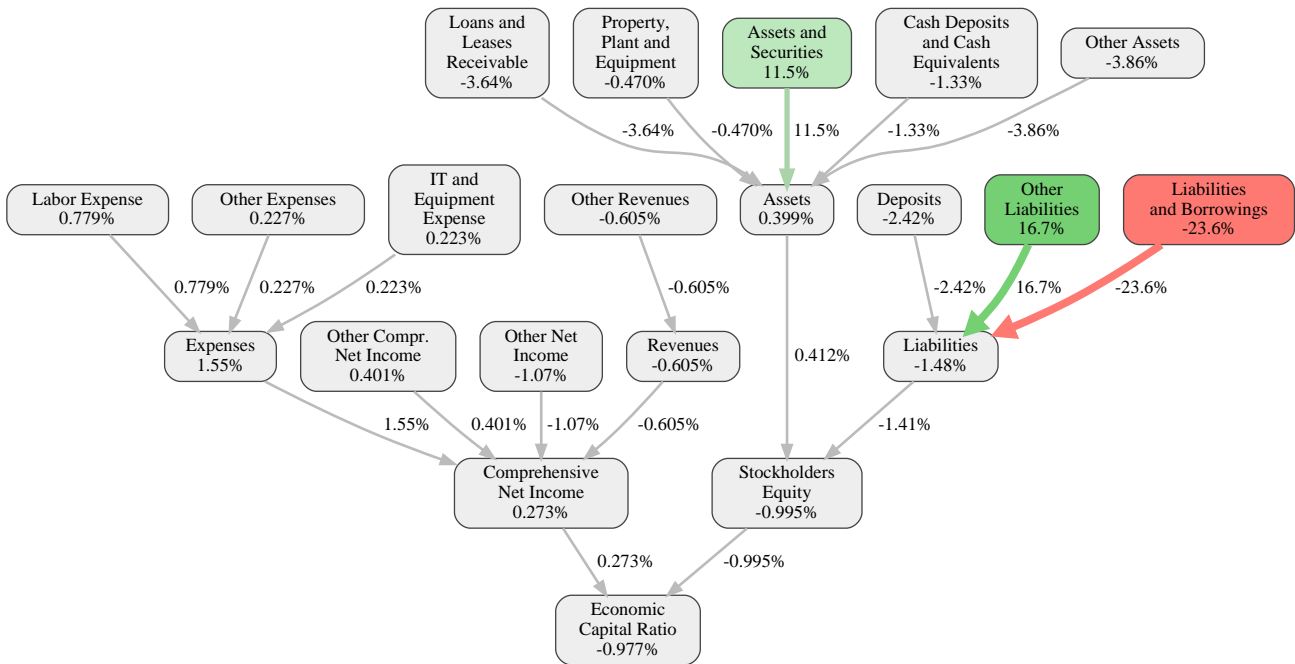 Loans and
Leases
Receivable
-3.64%
Property,
Plant and
Equipment
-0.470%
Assets and
Securities
11.5%
Cash Deposits
and Cash
Equivalents
-1.33%
Other Assets
-3.86%
-3.64%
-0.470%
11.5%
-1.33%
-3.86%
Labor Expense
0.779%
Other Expenses
0.227%
IT and
Equipment
Expense
0.223%
Other Revenues
-0.605%
Assets
0.399%
Deposits
-2.42%
Other
Liabilities
16.7%
Liabilities
and Borrowings
-23.6%
0.779%
0.227%
0.223%
-0.605%
-2.42%
16.7%
-23.6%
Expenses
1.55%
Other Compr.
Net Income
0.401%
Other Net
Income
-1.07%
Revenues
-0.605%
0.412%
Liabilities
-1.48%
1.55%
0.401%
-1.07%
-0.605%
-1.41%
Comprehensive
Net Income
0.273%
Stockholders
Equity
-0.995%
0.273%
-0.995%
Economic
Capital Ratio
-0.977%